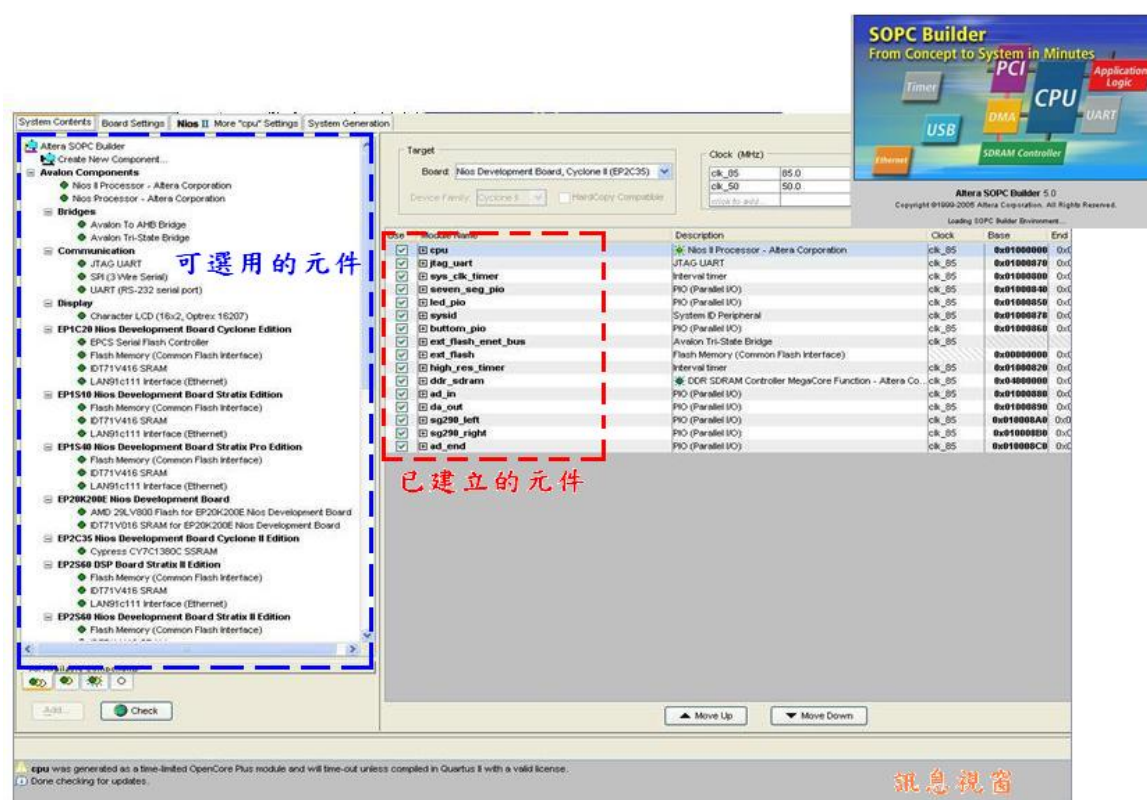 SOPC Builder
From Concept to System in Minutes
PCI
Application
Logic
Timer
CPU
DMA
UART
USB
SDRAM Controller
Ethernet
Altera SOPC Builder 5.0
Copyright ©1999-2005 Altera Corporation. All Rights Reserved.
Loading SOPC Builder Environment...
System Contents
Board Settings
Nios II More "cpu" Settings
System Generation
Altera SOPC Builder
Create New Component...
Avalon Components
Nios II Processor - Altera Corporation
Nios Processor - Altera Corporation
Bridges
Avalon To AHB Bridge
Avalon Tri-State Bridge
Communication
JTAG UART
SPI (3 Wire Serial)
UART (RS-232 serial port)
可選用的元件
Display
Character LCD (16x2, Optrex 16207)
EP1C20 Nios Development Board Cyclone Edition
EPCS Serial Flash Controller
Flash Memory (Common Flash Interface)
IDT71V416 SRAM
LAN91c111 Interface (Ethernet)
EP1S10 Nios Development Board Stratix Edition
Flash Memory (Common Flash Interface)
IDT71V416 SRAM
LAN91c111 Interface (Ethernet)
EP1S40 Nios Development Board Stratix Pro Edition
Flash Memory (Common Flash Interface)
IDT71V416 SRAM
LAN91c111 Interface (Ethernet)
EP20K200E Nios Development Board
AMD 29LV800 Flash for EP20K200E Nios Development Board
IDT71V016 SRAM for EP20K200E Nios Development Board
EP2C35 Nios Development Board Cyclone II Edition
Cypress CY7C1380C SSRAM
EP2S60 DSP Board Stratix II Edition
Flash Memory (Common Flash Interface)
IDT71V416 SRAM
LAN91c111 Interface (Ethernet)
EP2S60 Nios Development Board Stratix II Edition
Flash Memory (Common Flash Interface)
Add...
Check
Target
Board: Nios Development Board, Cyclone II (EP2C35)
Device Family: Cyclone II
HardCopy Compatible
Clock (MHz)
clk_85 85.0
clk_50 50.0
click to add...
Use Module Name Description Clock Base End
cpu Nios II Processor - Altera Corporation clk_85 0x01000000
jtag_uart JTAG UART clk_85 0x01000870
sys_clk_timer Interval timer clk_85 0x01000800
seven_seg_pio PIO (Parallel I/O) clk_85 0x01000840
led_pio PIO (Parallel I/O) clk_85 0x01000850
sysid System ID Peripheral clk_85 0x01000878
buttom_pio PIO (Parallel I/O) clk_85 0x01000860
ext_flash_enet_bus Avalon Tri-State Bridge clk_85
ext_flash Flash Memory (Common Flash Interface) 0x00000000
high_res_timer Interval timer clk_85 0x01000820
ddr_sdram DDR SDRAM Controller MegaCore Function - Altera Co... clk_85 0x04000000
ad_in PIO (Parallel I/O) clk_85 0x01000880
da_out PIO (Parallel I/O) clk_85 0x01000890
sg298_left PIO (Parallel I/O) clk_85 0x010008A0
sg298_right PIO (Parallel I/O) clk_85 0x010008B0
ad_end PIO (Parallel I/O) clk_85 0x010008C0
已建立的元件
Move Up
Move Down
cpu was generated as a time-limited OpenCore Plus module and will time-out unless compiled in Quartus II with a valid license.
Done checking for updates.
訊息視窗